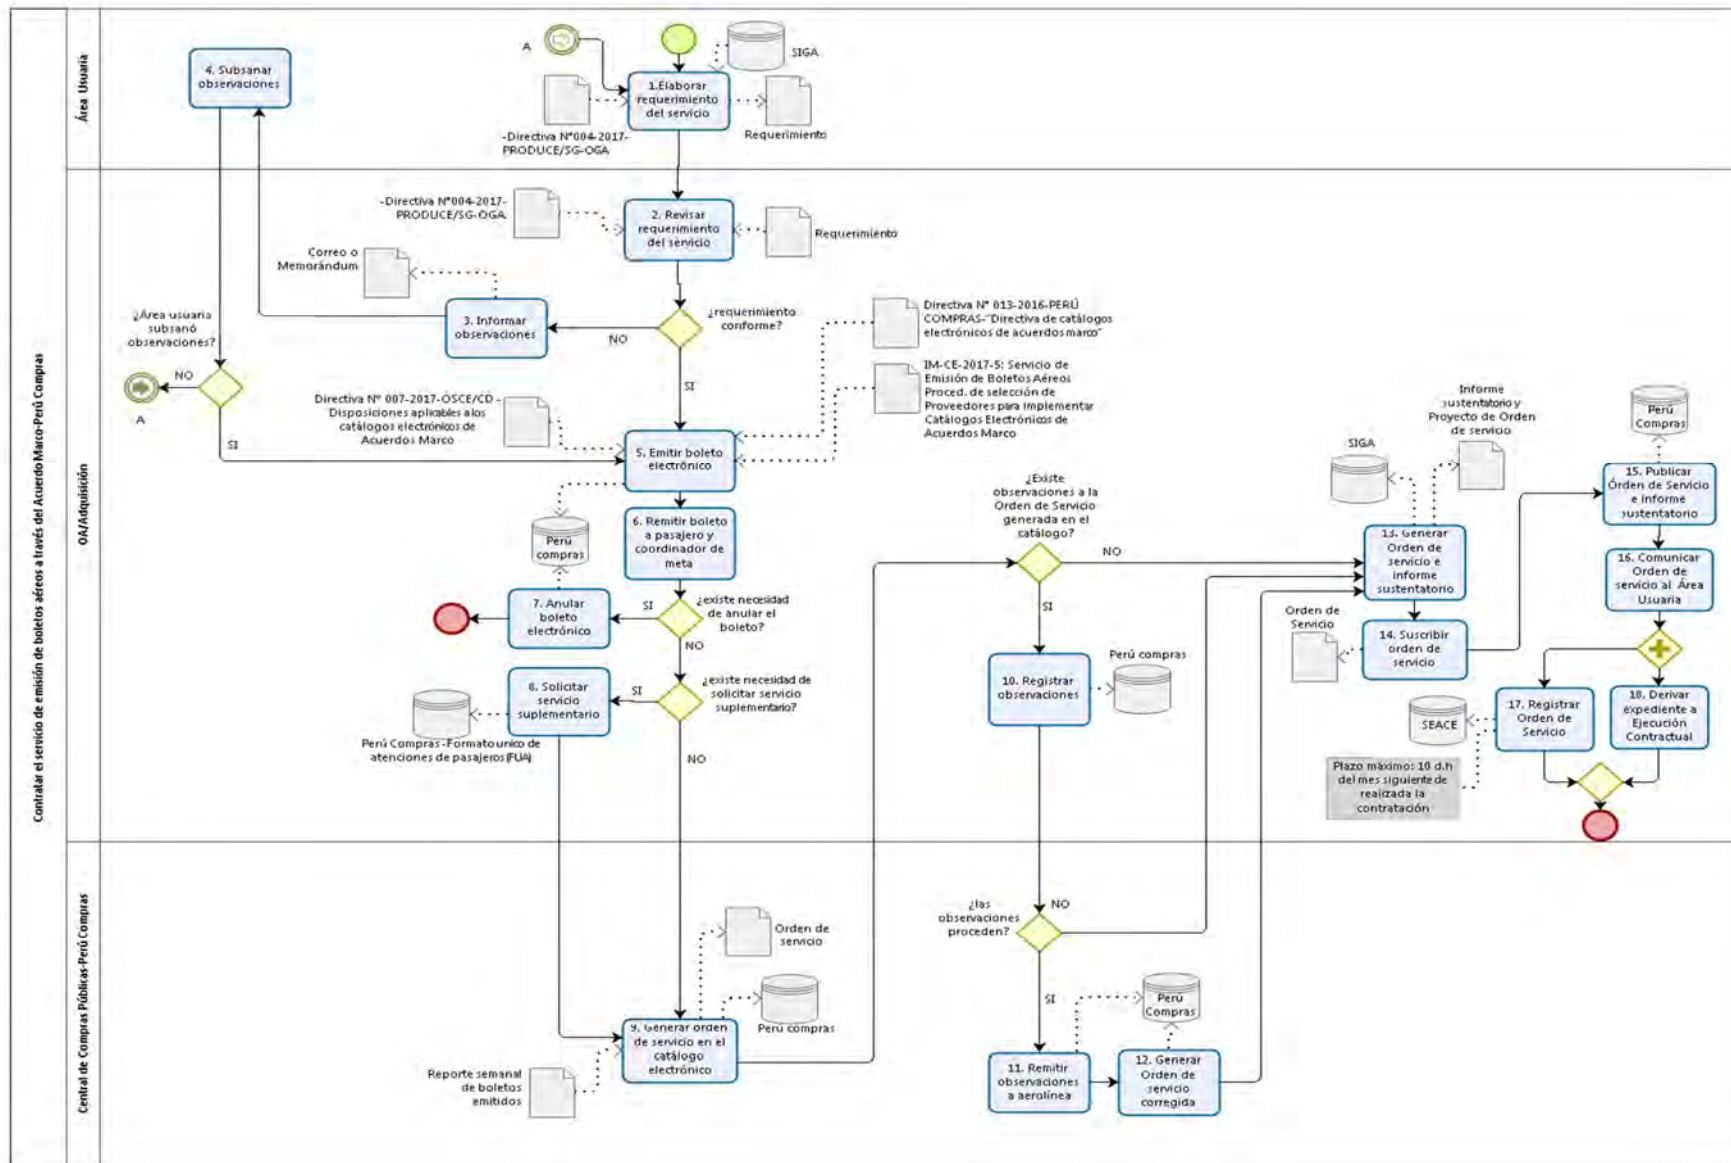 Contratar el servicio de emisión de boletos aéreos a través del Acuerdo Marco-Perú Compras
Área Usuaria
4. Subsanar
observaciones
A
SIGA
1.Elaborar
requerimiento
del servicio
-Directiva N°004-2017-
PRODUCE/SG-OGA
Requerimiento
OA/Adquisición
-Directiva N°004-2017-
PRODUCE/SG-OGA
2. Revisar
requerimiento
del servicio
Requerimiento
Correo o
Memorándum
3. Informar
observaciones
NO
¿requerimiento
conforme?
SI
¿Área usuaria
subsanó
observaciones?
NO
A
SI
Directiva N° 013-2016-PERÚ
COMPRAS-"Directiva de catálogos
electrónicos de acuerdos marco"
IM-CE-2017-5: Servicio de
Emisión de Boletos Aéreos
Proced. de selección de
Proveedores para implementar
Catálogos Electrónicos de
Acuerdos Marco
Directiva N° 007-2017-OSCE/CD -
Disposiciones aplicables a los
catálogos electrónicos de
Acuerdo Marco
5. Emitir boleto
electrónico
6. Remitir boleto
a pasajero y
coordinador de
meta
Perú
compras
7. Anular
boleto
electrónico
SI
¿existe necesidad
de anular el
boleto?
NO
8. Solicitar
servicio
suplementario
SI
¿existe necesidad de
solicitar servicio
suplementario?
NO
Perú Compras -Formato unico de
atenciones de pasajeros (FUA)
¿Existe
observaciones a la
Orden de Servicio
generada en el
catálogo?
NO
SI
10. Registrar
observaciones
Perú compras
SIGA
Informe
sustentatorio y
Proyecto de Orden
de servicio
13. Generar
Orden de
servicio e
informe
sustentatorio
Orden de
Servicio
14. Suscribir
orden de
servicio
Perú
Compras
15. Publicar
Órden de Servicio
e informe
sustentatorio
16. Comunicar
Orden de
servicio al Área
Usuaria
17. Registrar
Orden de
Servicio
18. Derivar
expediente a
Ejecución
Contractual
SEACE
Plazo máximo: 10 d.h
del mes siguiente de
realizada la
contratación
Central de Compras Públicas-Perú Compras
Orden de
servicio
Perú compras
9. Generar orden
de servicio en el
catálogo
electrónico
Reporte semanal
de boletos
emitidos
¿las
observaciones
proceden?
NO
SI
11. Remitir
observaciones
a aerolínea
12. Generar
Orden de
servicio
corregida
Perú
Compras